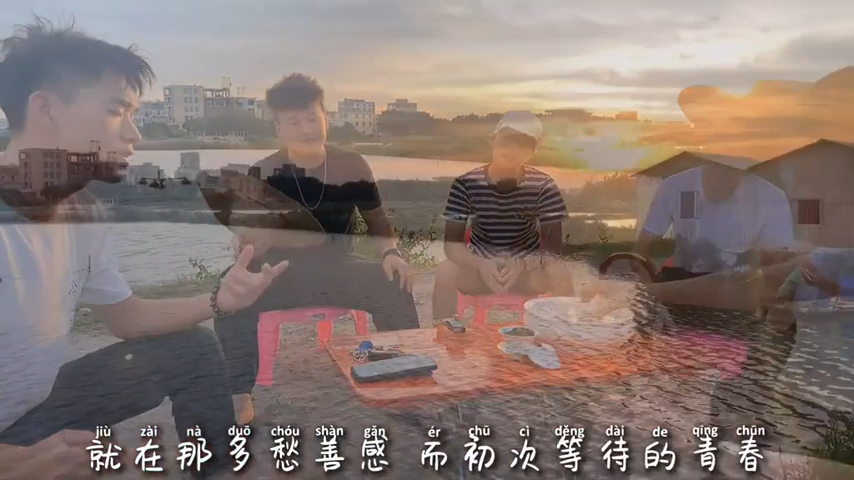 jiù zài nà duō chóu shàn gǎn ér chū cì děng dài de qīng chūn
就在那多愁善感 而初次等待的青春